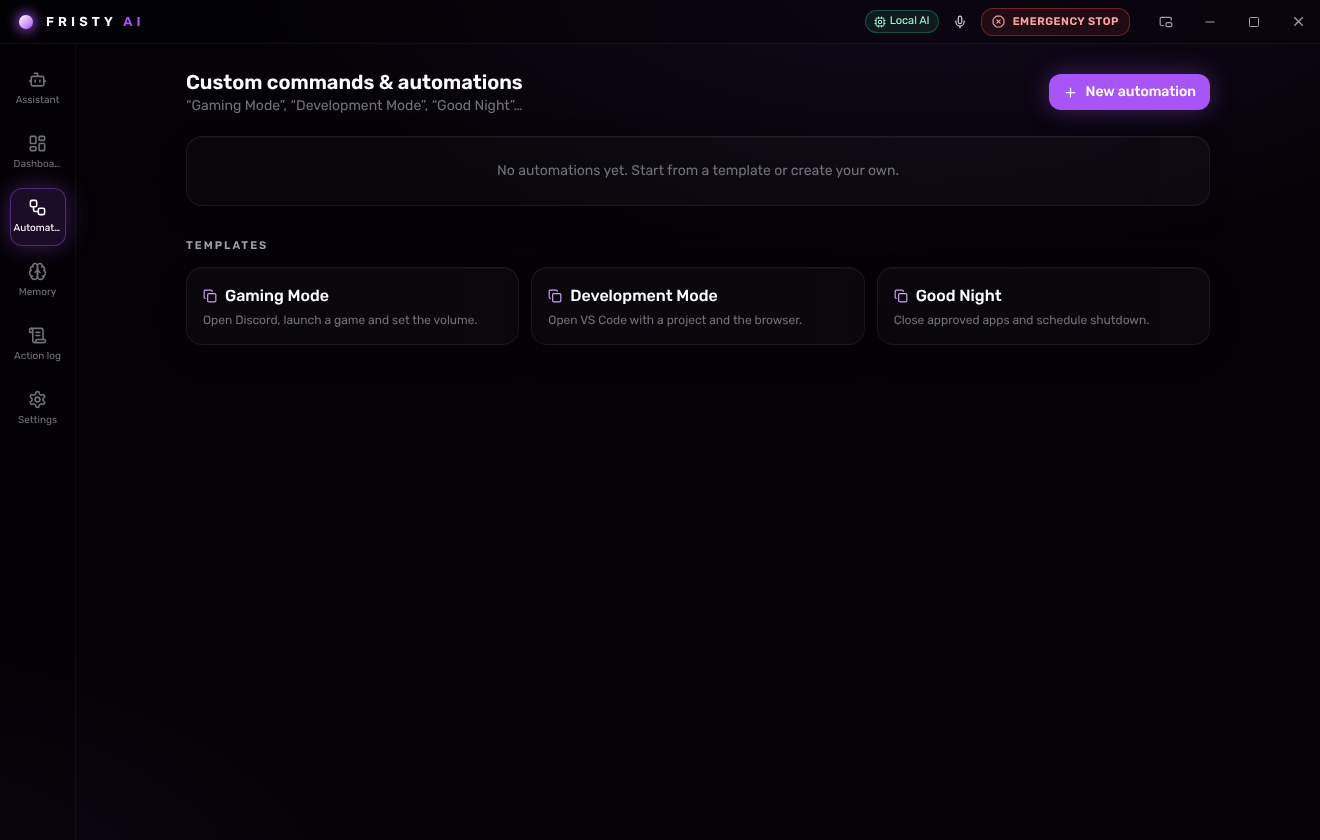 FRISTY AI
Local AI
EMERGENCY STOP
Assistant
Dashboa...
Automat...
Memory
Action log
Settings
Custom commands & automations
“Gaming Mode”, “Development Mode”, “Good Night”...
New automation
No automations yet. Start from a template or create your own.
TEMPLATES
Gaming Mode
Open Discord, launch a game and set the volume.
Development Mode
Open VS Code with a project and the browser.
Good Night
Close approved apps and schedule shutdown.